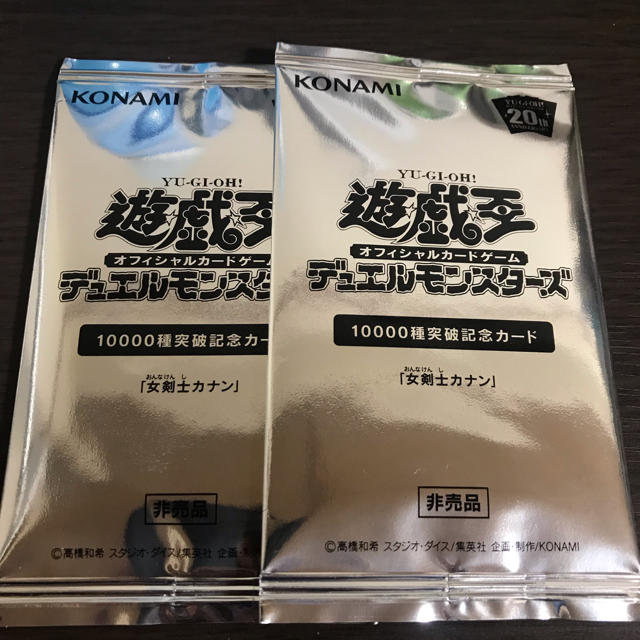 KONAMI
YU-GI-OH!
遊戯王
オフィシャルカードゲーム
デュエルモンスタ
10000種突破記念カー
おんなけん し
「女剣士カナン」
非売品
©高橋和希 スタジオ・ダイス/集英社 企画・
KONAMI
YU-GI-OH!
20TH
ANNIVERSARY
YU-GI-OH!
遊戯王
オフィシャルカードゲーム
デュエルモンスターズ
10000種突破記念カード
おんなけん し
「女剣士カナン」
非売品
©高橋和希 スタジオ・ダイス/集英社 企画・制作/KONAMI